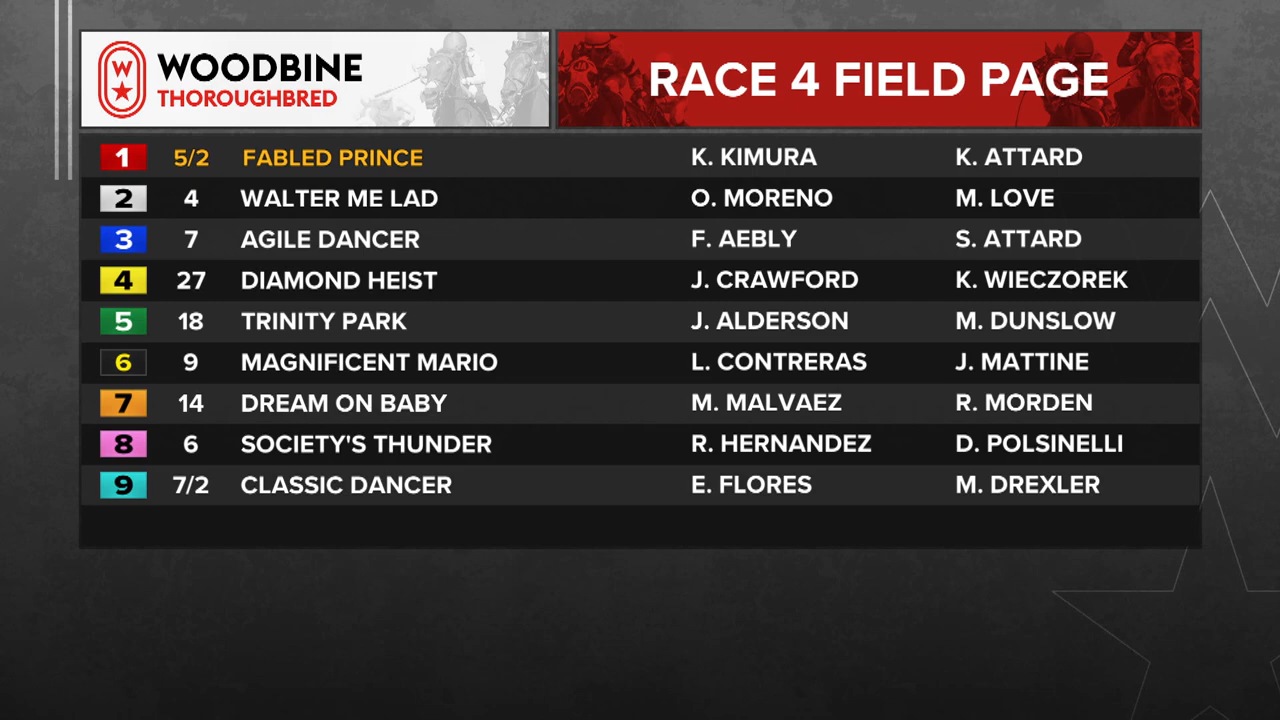 W
WOODBINE
THOROUGHBRED
RACE 4 FIELD PAGE
1 5/2 FABLED PRINCE K. KIMURA K. ATTARD
2 4 WALTER ME LAD O. MORENO M. LOVE
3 7 AGILE DANCER F. AEBLY S. ATTARD
4 27 DIAMOND HEIST J. CRAWFORD K. WIECZOREK
5 18 TRINITY PARK J. ALDERSON M. DUNSLOW
6 9 MAGNIFICENT MARIO L. CONTRERAS J. MATTINE
7 14 DREAM ON BABY M. MALVAEZ R. MORDEN
8 6 SOCIETY'S THUNDER R. HERNANDEZ D. POLSINELLI
9 7/2 CLASSIC DANCER E. FLORES M. DREXLER